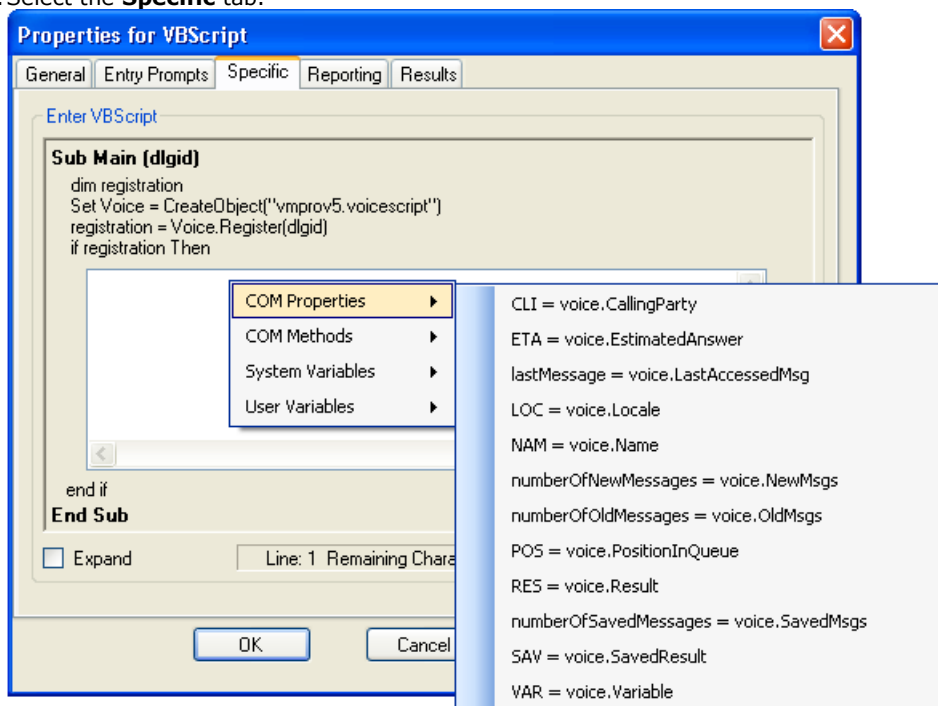 Select the Specific tab.
Properties for VBScript
General Entry Prompts Specific Reporting Results
Enter VBScript
Sub Main (dlgid)
dim registration
Set Voice = CreateObject("vmprov5.voicescript")
registration = Voice.Register(dlgid)
if registration Then
COM Properties
COM Methods
System Variables
User Variables
CLI = voice.CallingParty
ETA = voice.EstimatedAnswer
lastMessage = voice.LastAccessedMsg
LOC = voice.Locale
NAM = voice.Name
numberOfNewMessages = voice.NewMsgs
numberOfOldMessages = voice.OldMsgs
POS = voice.PositionInQueue
RES = voice.Result
numberOfSavedMessages = voice.SavedMsgs
SAV = voice.SavedResult
VAR = voice.Variable
end if
End Sub
Expand
Line: 1 Remaining Chara
OK Cancel